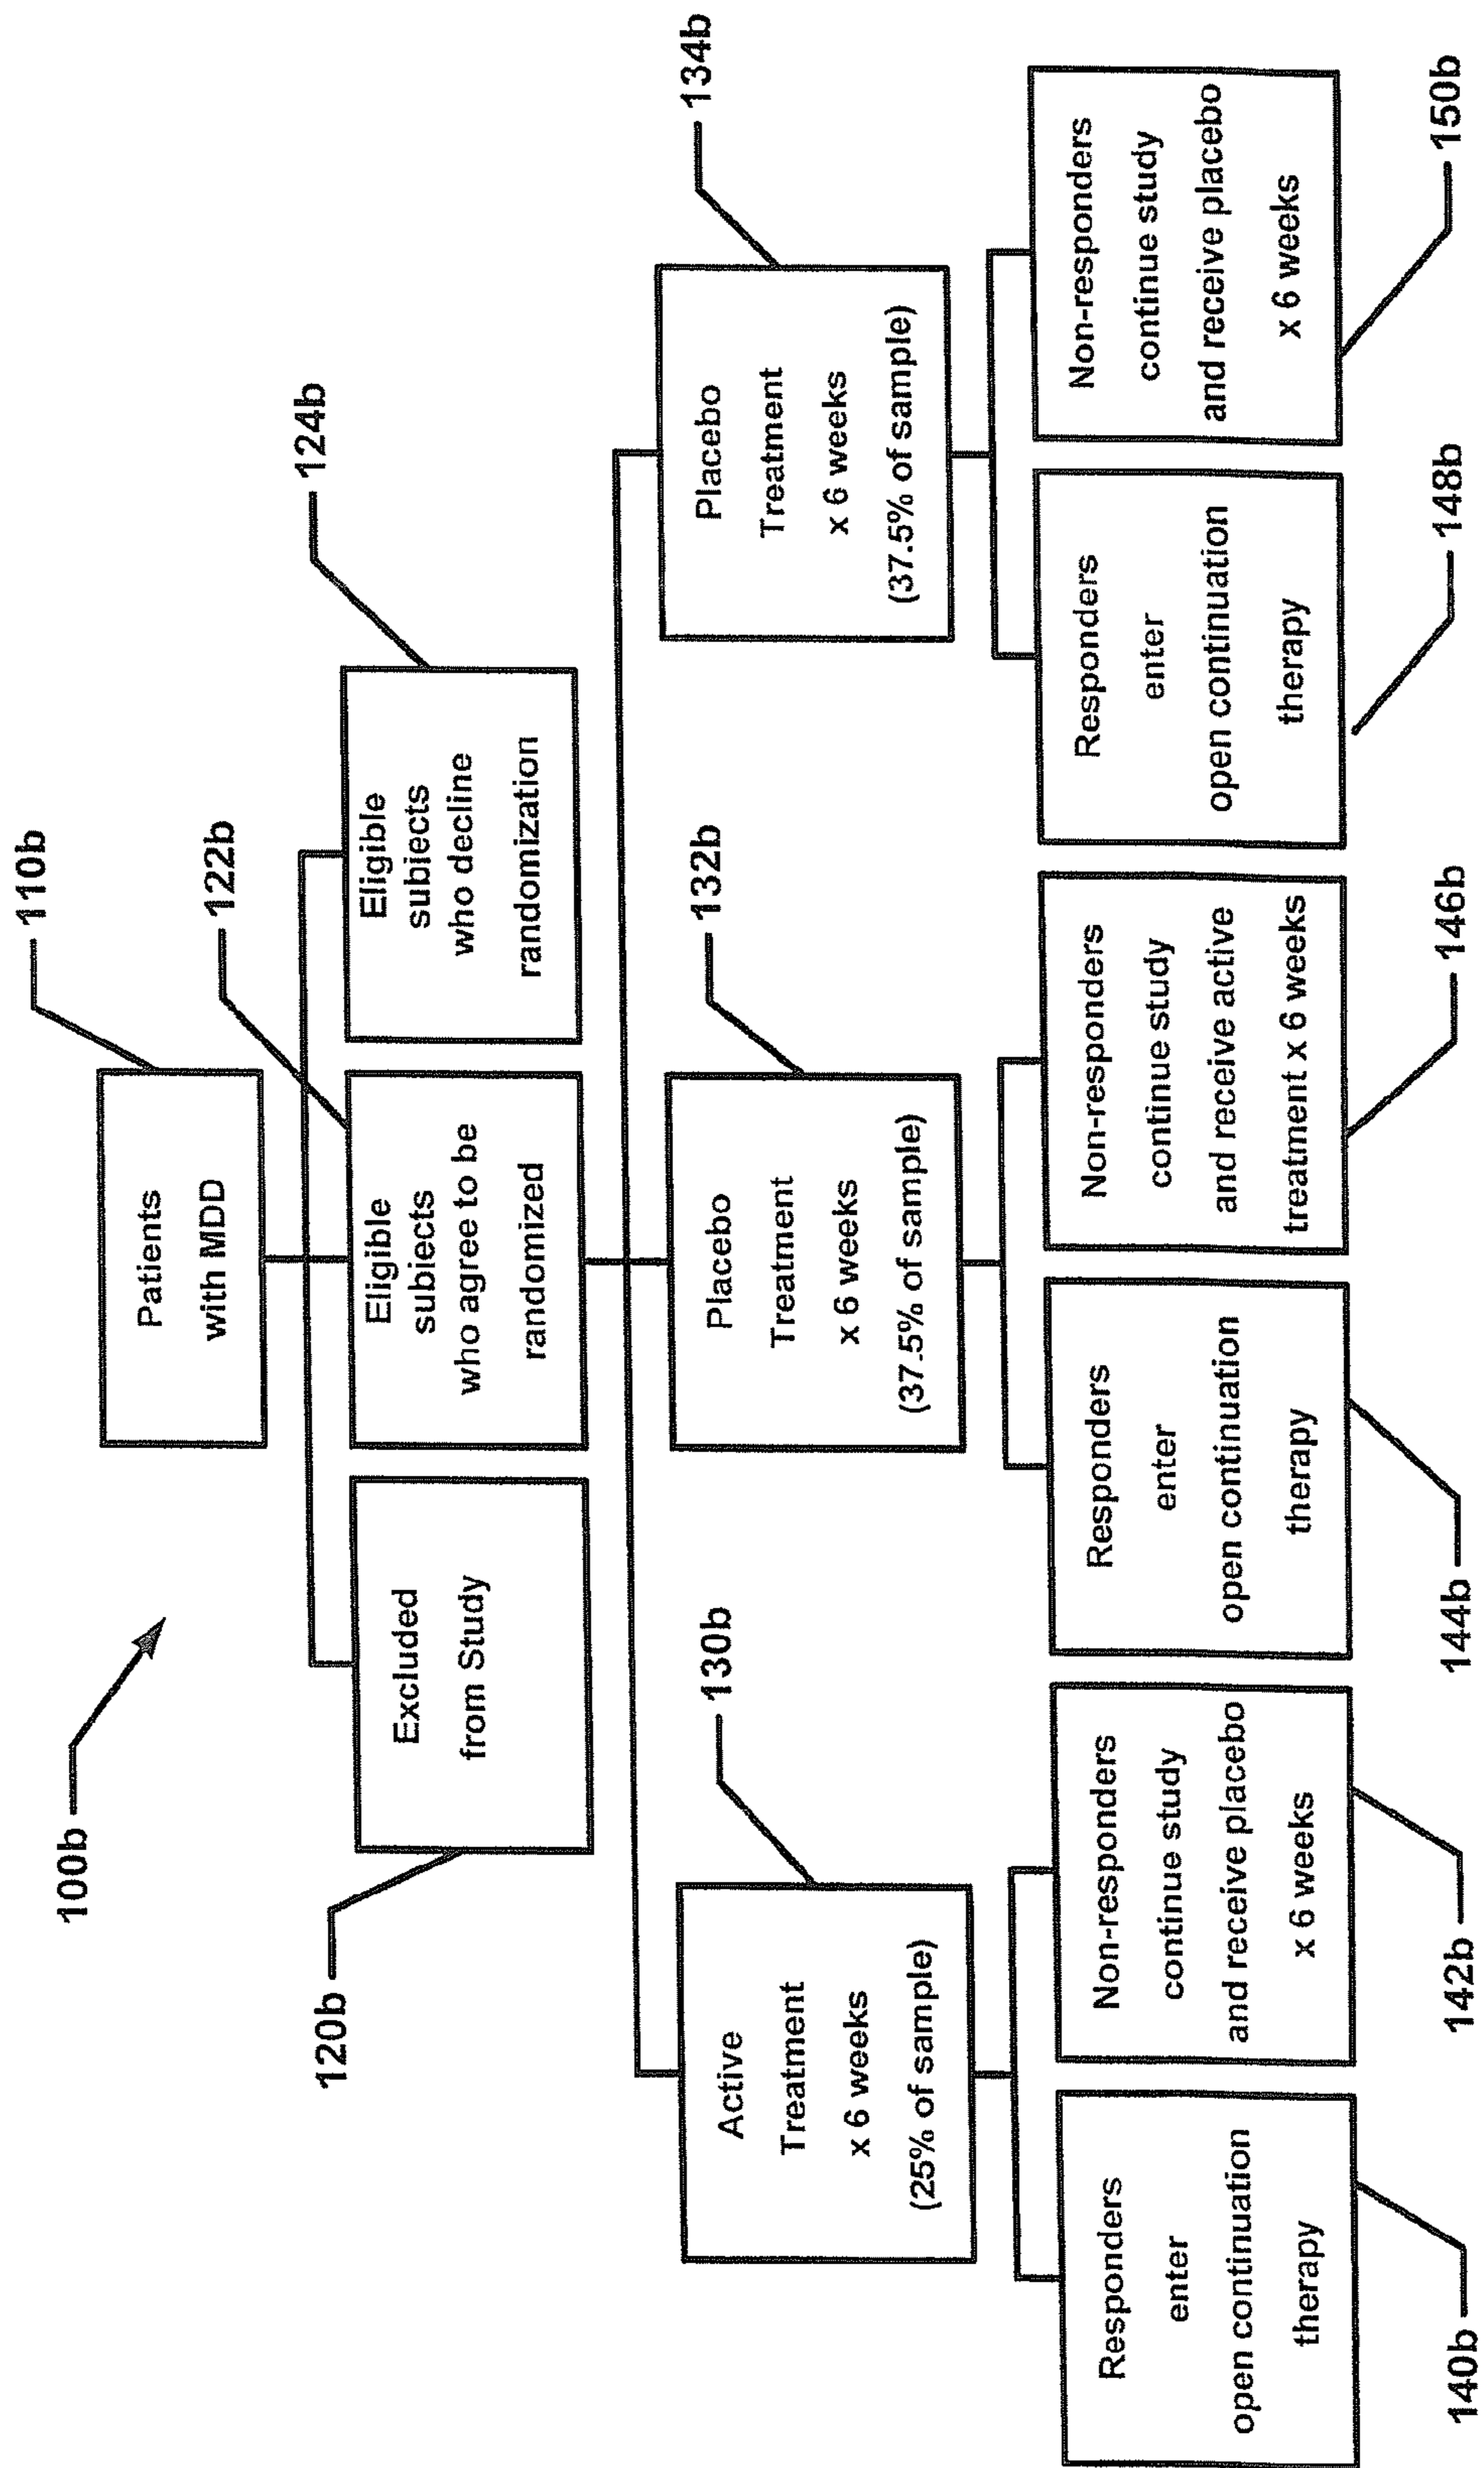 100b
110b
Patients
with MDD
120b
122b
124b
Excluded
from Study
Eligible
subiects
who agree to be
randomized
Eligible
subiects
who decline
randomization
130b
132b
134b
Active
Treatment
x 6 weeks
(25% of sample)
Placebo
Treatment
x 6 weeks
(37.5% of sample)
Placebo
Treatment
x 6 weeks
(37.5% of sample)
Responders
enter
open continuation
therapy
Non-responders
continue study
and receive placebo
x 6 weeks
Responders
enter
open continuation
therapy
Non-responders
continue study
and receive active
treatment x 6 weeks
Responders
enter
open continuation
therapy
Non-responders
continue study
and receive placebo
x 6 weeks
140b
142b
144b
146b
148b
150b